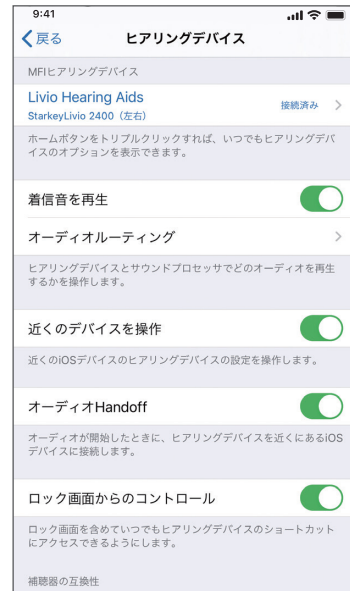 9:41
戻る
ヒアリングデバイス
MFIヒアリングデバイス
Livio Hearing Aids
StarkeyLivio 2400（左右）
接続済み
ホームボタンをトリプルクリックすれば、いつでもヒアリングデバ
イスのオプションを表示できます。
着信音を再生
オーディオルーティング
ヒアリングデバイスとサウンドプロセッサでどのオーディオを再生
するかを操作します。
近くのデバイスを操作
近くのiOSデバイスのヒアリングデバイスの設定を操作します。
オーディオHandoff
オーディオが開始したときに、ヒアリングデバイスを近くにあるiOS
デバイスに接続します。
ロック画面からのコントロール
ロック画面を含めていつでもヒアリングデバイスのショートカット
にアクセスできるようにします。
補聴器の互換性